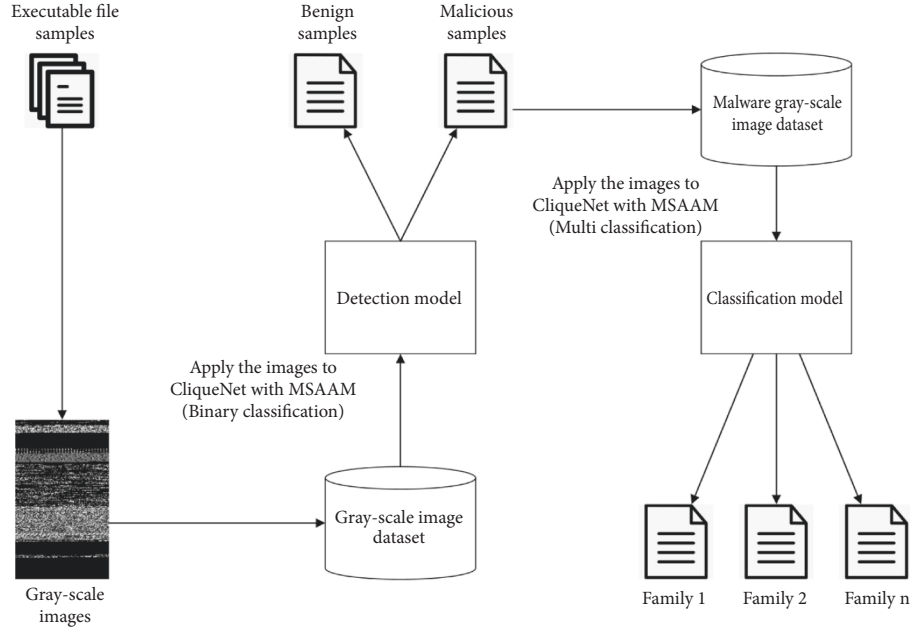 Executable file
samples
Benign
samples
Malicious
samples
Malware gray-scale
image dataset
Apply the images to
CliqueNet with MSAAM
(Multi classification)
Detection model
Classification model
Apply the images to
CliqueNet with MSAAM
(Binary classification)
Gray-scale image
dataset
Gray-scale
images
Family 1
Family 2
Family n